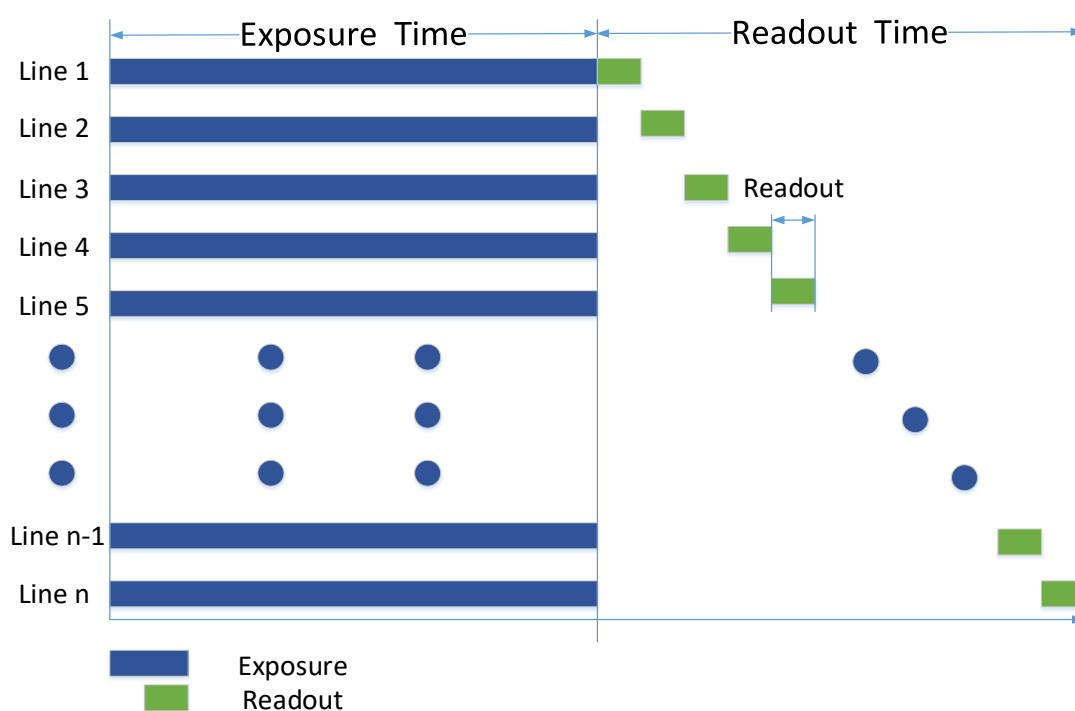 Exposure Time
Readout Time
Line 1
Line 2
Line 3
Readout
Line 4
Line 5
Line n-1
Line n
Exposure
Readout